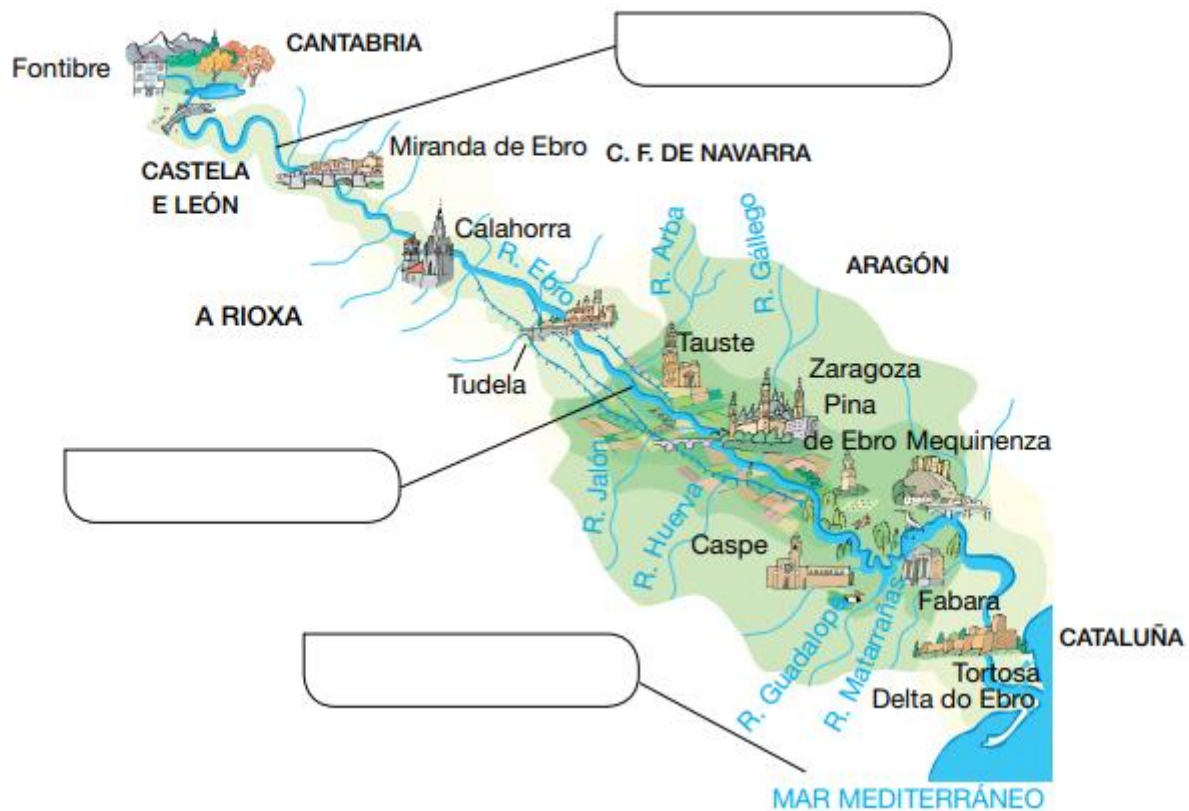 CANTABRIA
Fontibre
Miranda de Ebro
C. F. DE NAVARRA
CASTELA
E LEÓN
Calahorra
R. Ebro
R. Arba
R. Gállego
ARAGÓN
A RIOXA
Tauste
Tudela
Zaragoza
Pina
de Ebro
Mequinenza
R. Jalón
R. Huerva
Caspe
Fabara
R. Guadalope
R. Matarrañas
CATALUÑA
Tortosa
Delta do Ebro
MAR MEDITERRÁNEO